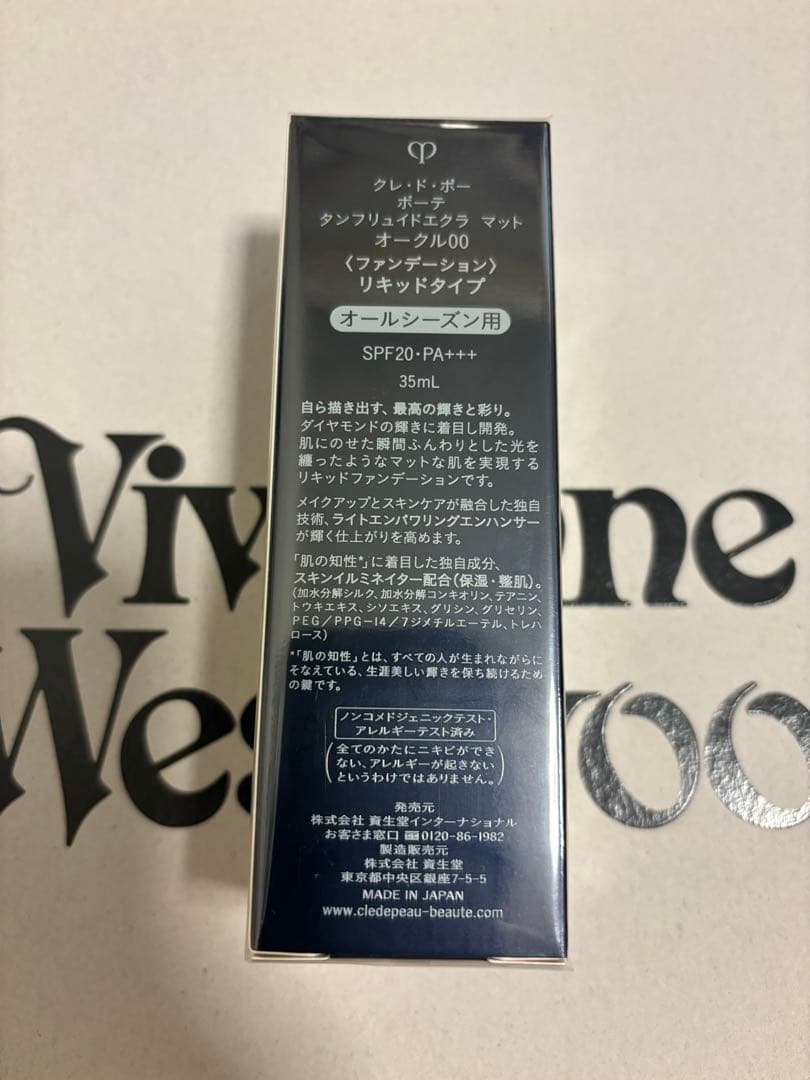 クレ・ド・ポー
ボーテ
タンフリュイドエクラ マット
オークル00
〈ファンデーション〉
リキッドタイプ
オールシーズン用
SPF20・PA+++
35mL
自ら描き出す、最高の輝きと彩り。
ダイヤモンドの輝きに着目し開発。
肌にのせた瞬間ふんわりとした光を
纏ったようなマットな肌を実現する
リキッドファンデーションです。
メイクアップとスキンケアが融合した独自
技術、ライトエンパワリングエンハンサー
が輝く仕上がりを高めます。
「肌の知性*」に着目した独自成分、
スキンイルミネイター配合(保湿・整肌)。
(加水分解シルク、加水分解コンキオリン、テアニン、
トウキエキス、シソエキス、グリシン、グリセリン、
PEG/PPG-14/7ジメチルエーテル、トレハ
ロース)
*「肌の知性」とは、すべての人が生まれながらに
そなえている、生涯美しい輝きを保ち続けるため
の鍵です。
ノンコメドジェニックテスト・
アレルギーテスト済み
(全てのかたにニキビができ
ない、アレルギーが起きない
というわけではありません。)
発売元
株式会社 資生堂インターナショナル
お客さま窓口 0120-86-1982
製造販売元
株式会社 資生堂
東京都中央区銀座7-5-5
MADE IN JAPAN
www.cledepeau-beaute.com